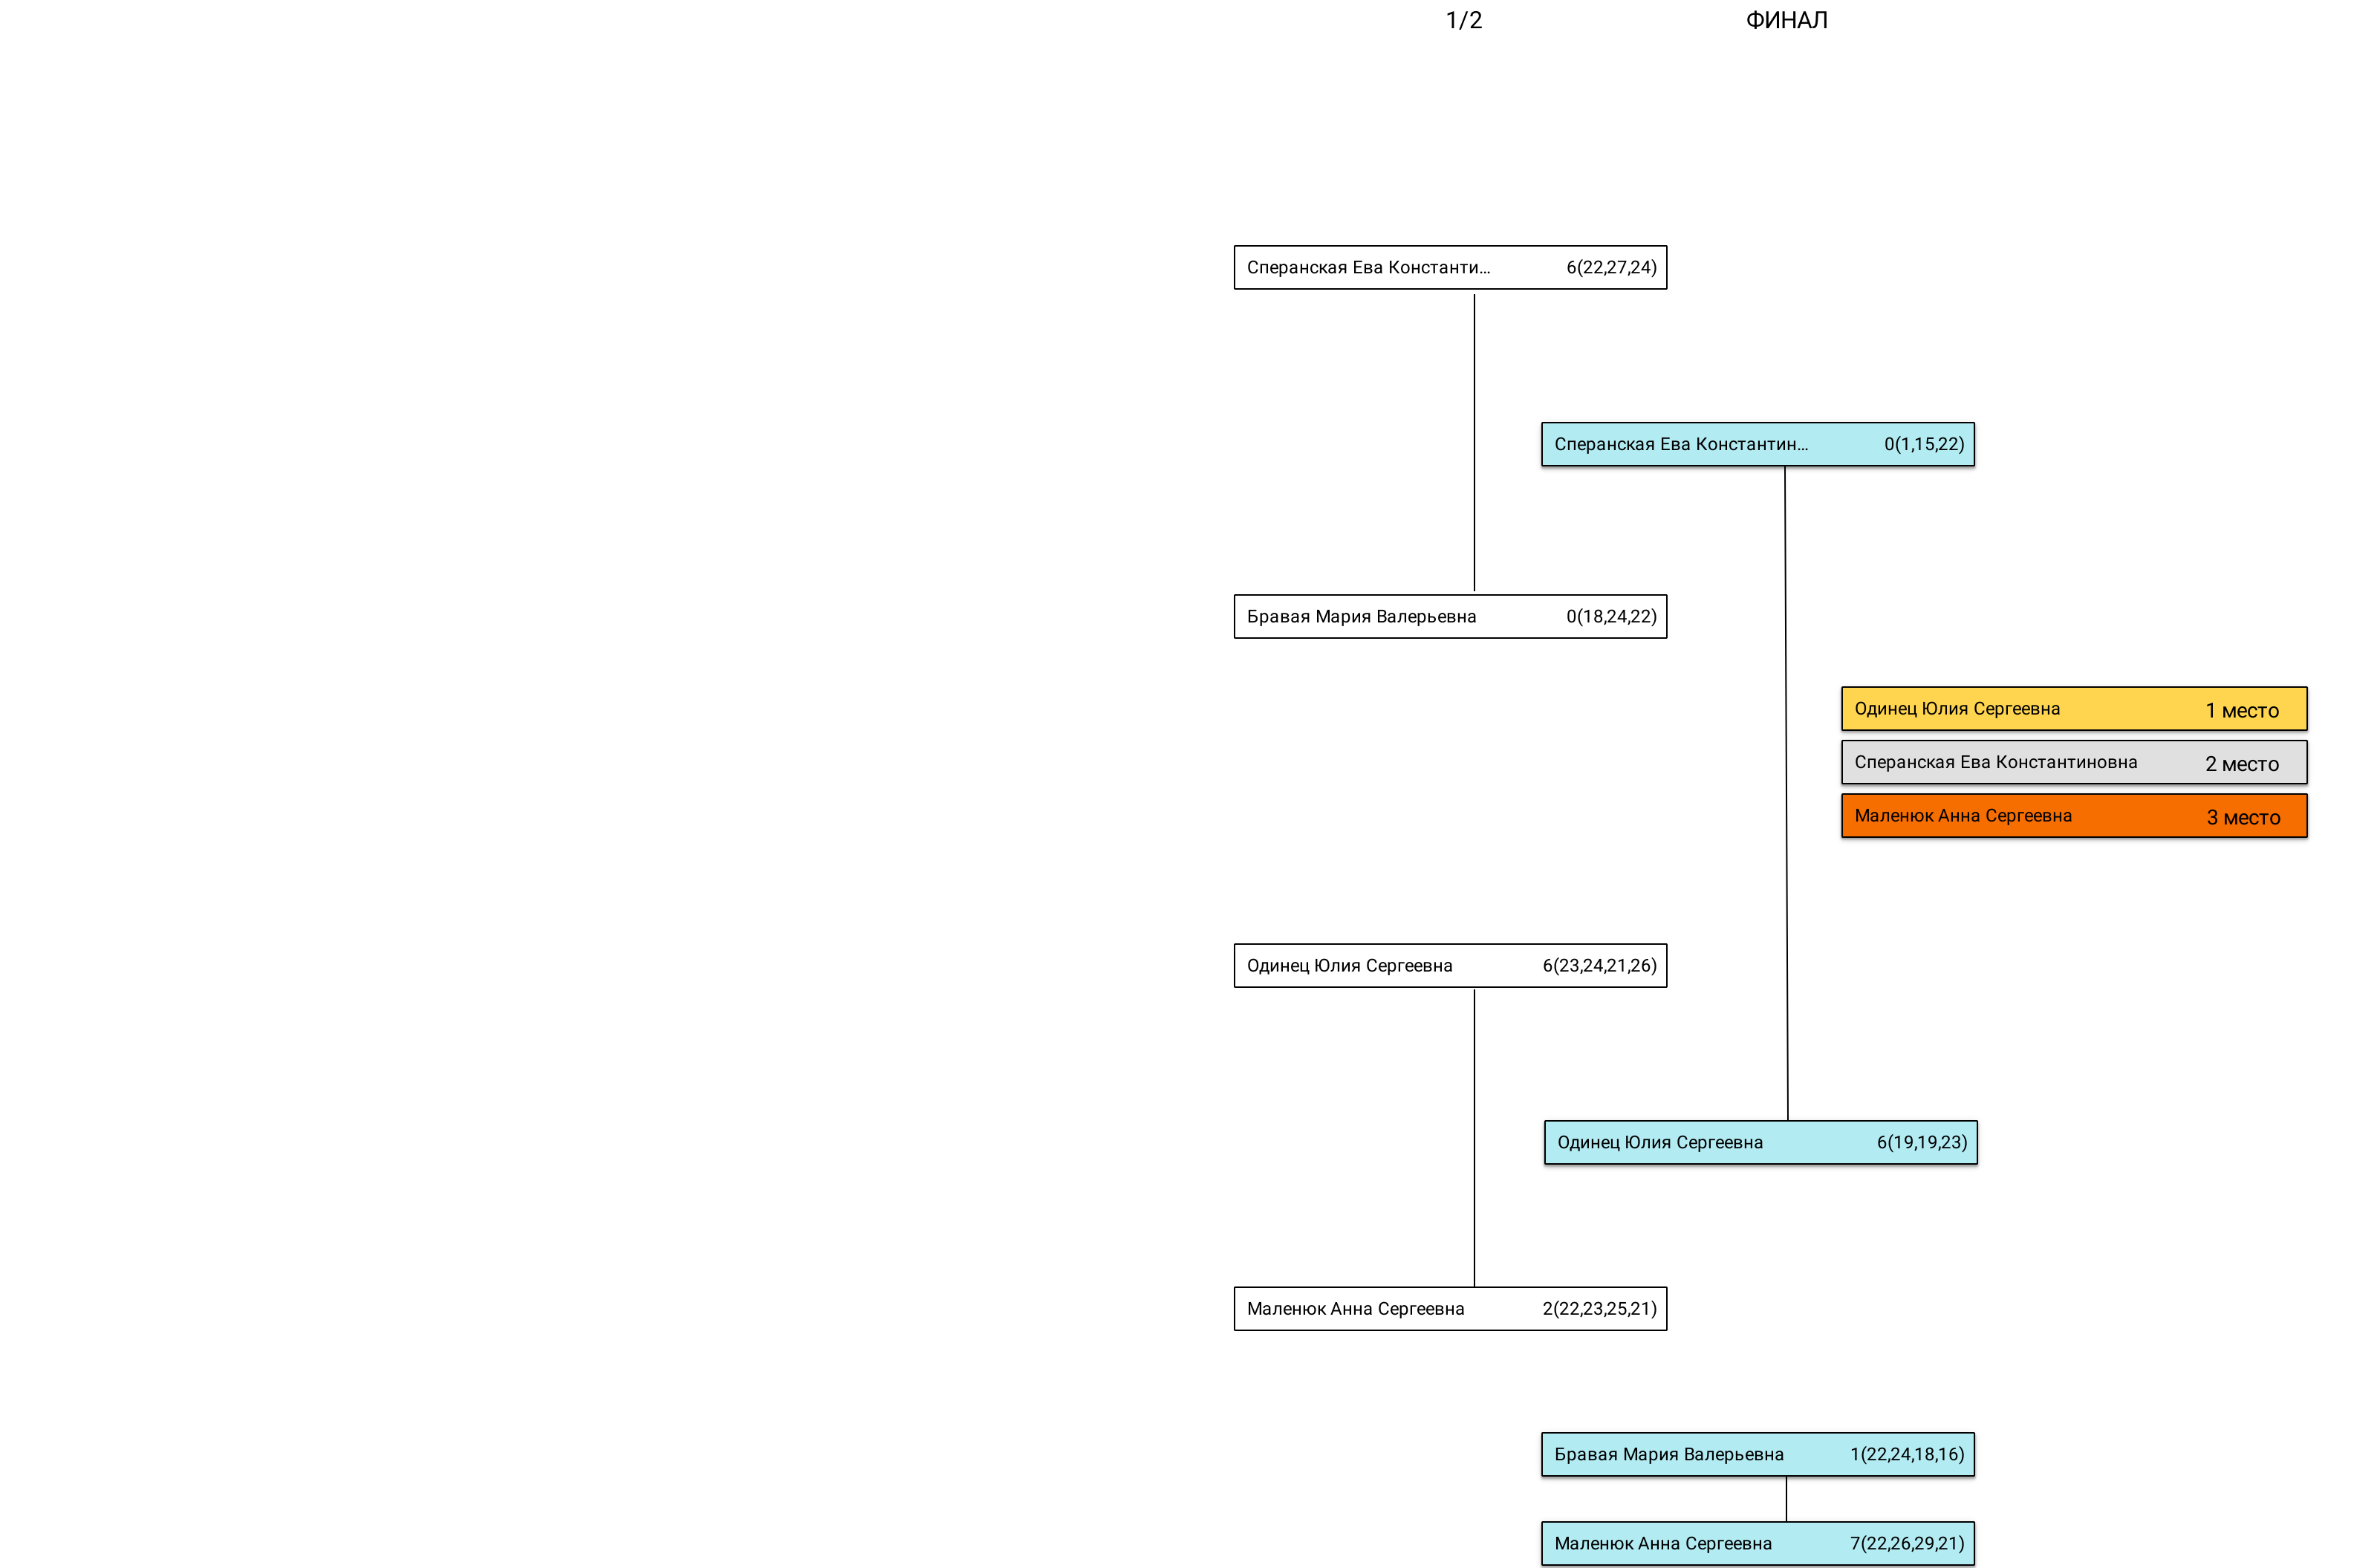 1/2 ФИНАЛ
Сперанская Ева Константи... 6(22,27,24)
Сперанская Ева Константин... 0(1,15,22)
Бравая Мария Валерьевна 0(18,24,22)
Одинец Юлия Сергеевна 1 место
Сперанская Ева Константиновна 2 место
Маленюк Анна Сергеевна 3 место
Одинец Юлия Сергеевна 6(23,24,21,26)
Одинец Юлия Сергеевна 6(19,19,23)
Маленюк Анна Сергеевна 2(22,23,25,21)
Бравая Мария Валерьевна 1(22,24,18,16)
Маленюк Анна Сергеевна 7(22,26,29,21)